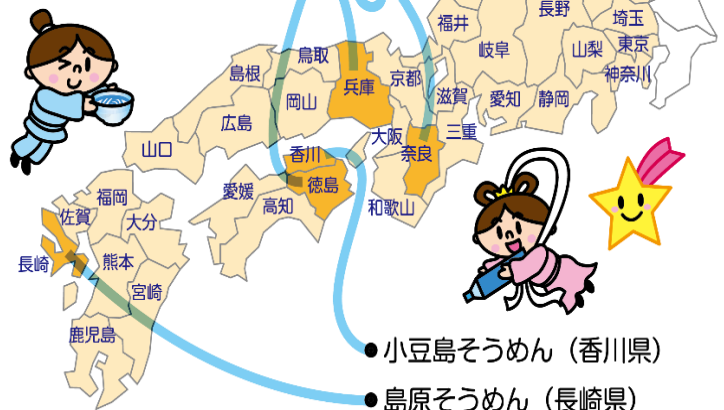 福井
長野
埼玉
東京
山梨
岐阜
神奈川
鳥取
島根
京都
兵庫
滋賀
愛知
静岡
岡山
広島
大阪
三重
山口
香川
奈良
徳島
愛媛
高知
和歌山
福岡
佐賀
大分
長崎
熊本
宮崎
鹿児島
●小豆島そうめん（香川県）
●島原そうめん（長崎県）